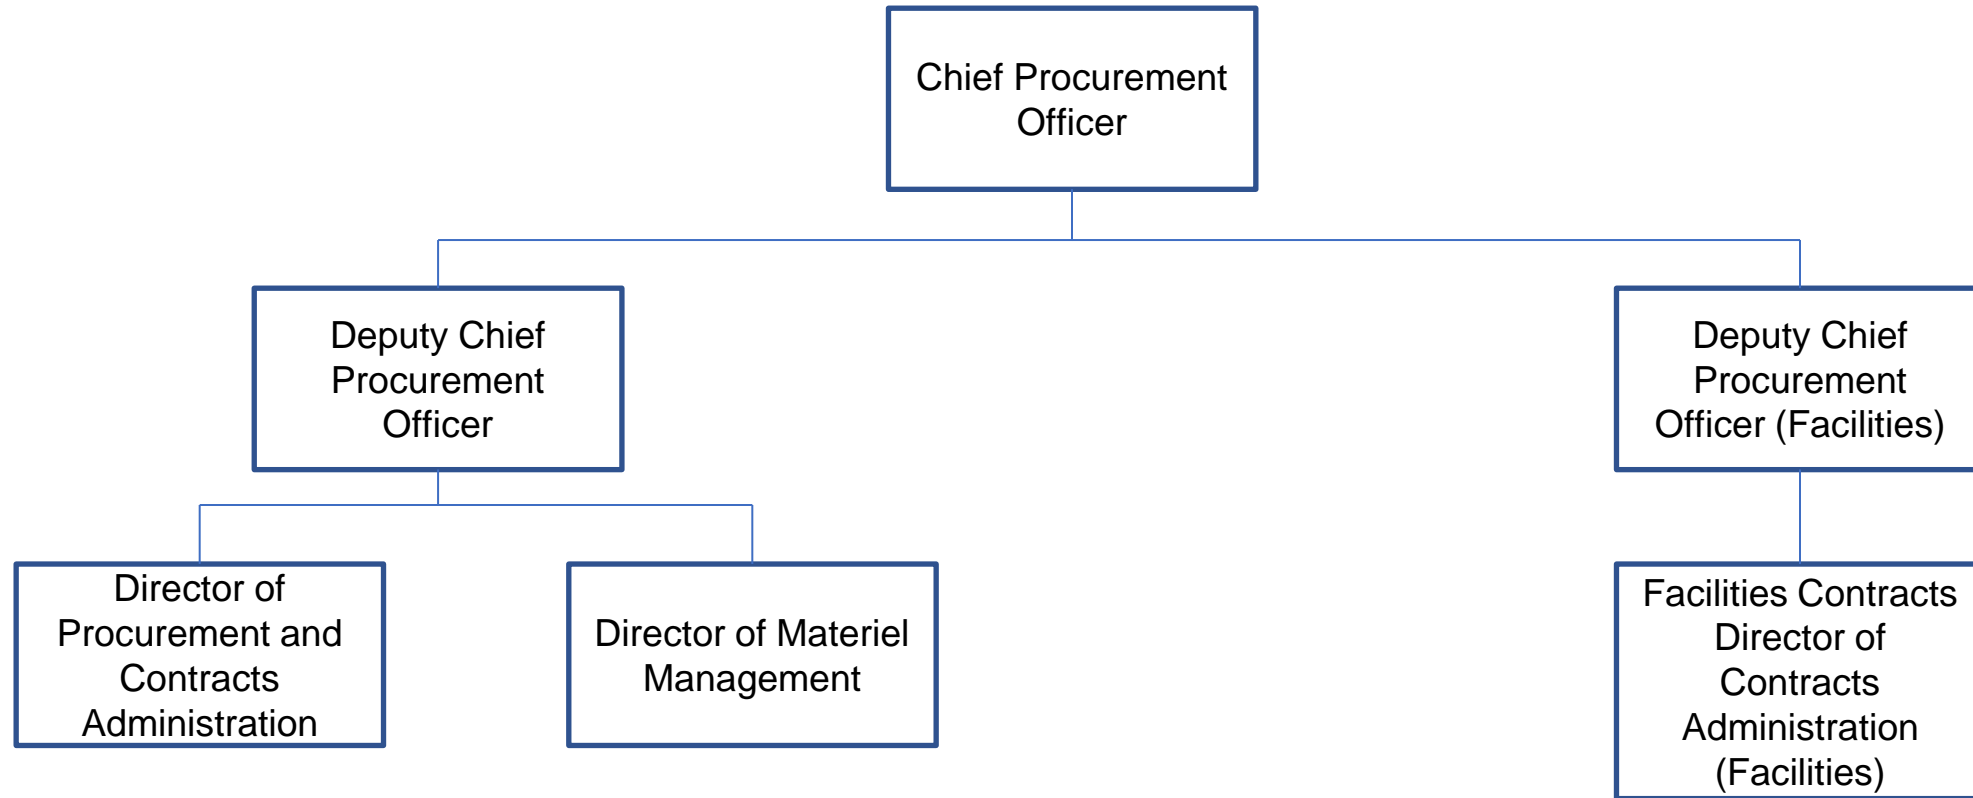 Chief Procurement
Officer
Deputy Chief
Procurement
Officer
Deputy Chief
Procurement
Officer (Facilities)
Director of
Procurement and
Contracts
Administration
Director of Materiel
Management
Facilities Contracts
Director of
Contracts
Administration
(Facilities)